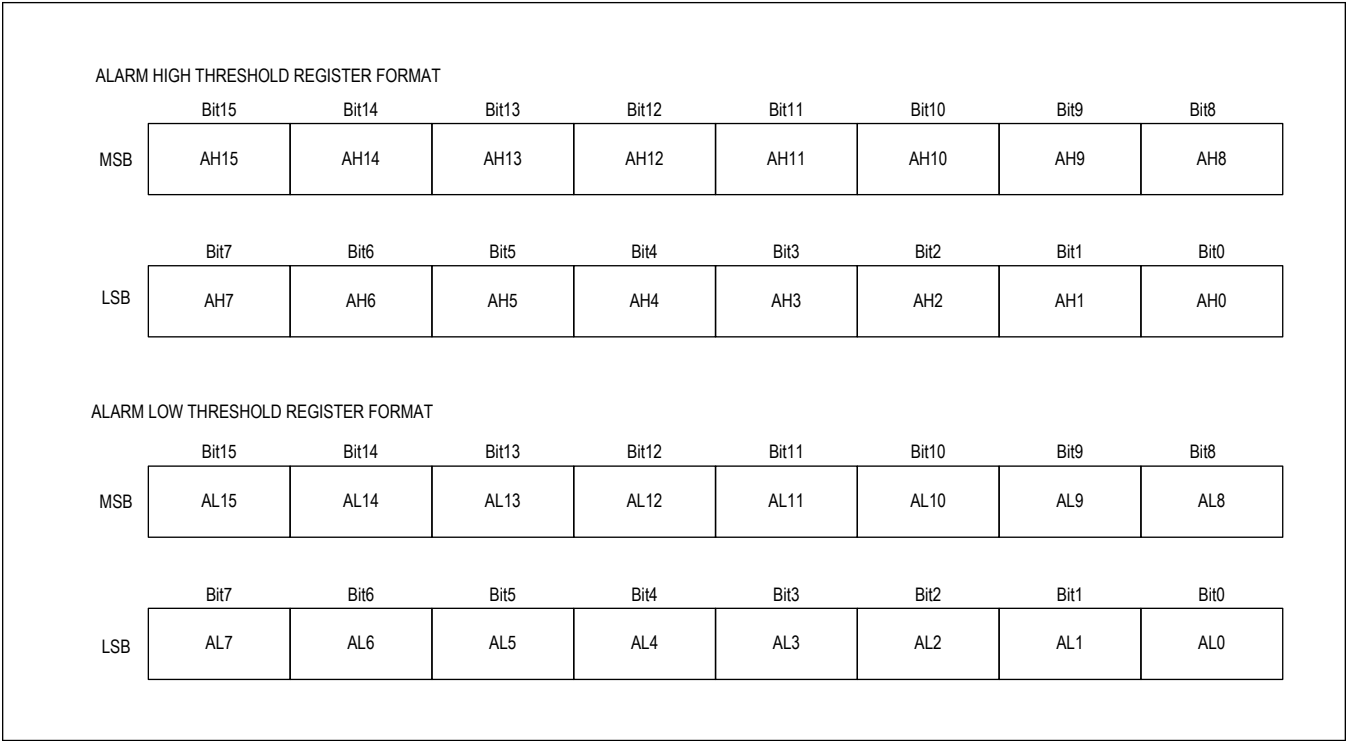 ALARM HIGH THRESHOLD REGISTER FORMAT
Bit15 Bit14 Bit13 Bit12 Bit11 Bit10 Bit9 Bit8
MSB AH15 AH14 AH13 AH12 AH11 AH10 AH9 AH8
Bit7 Bit6 Bit5 Bit4 Bit3 Bit2 Bit1 Bit0
LSB AH7 AH6 AH5 AH4 AH3 AH2 AH1 AH0
ALARM LOW THRESHOLD REGISTER FORMAT
Bit15 Bit14 Bit13 Bit12 Bit11 Bit10 Bit9 Bit8
MSB AL15 AL14 AL13 AL12 AL11 AL10 AL9 AL8
Bit7 Bit6 Bit5 Bit4 Bit3 Bit2 Bit1 Bit0
LSB AL7 AL6 AL5 AL4 AL3 AL2 AL1 AL0